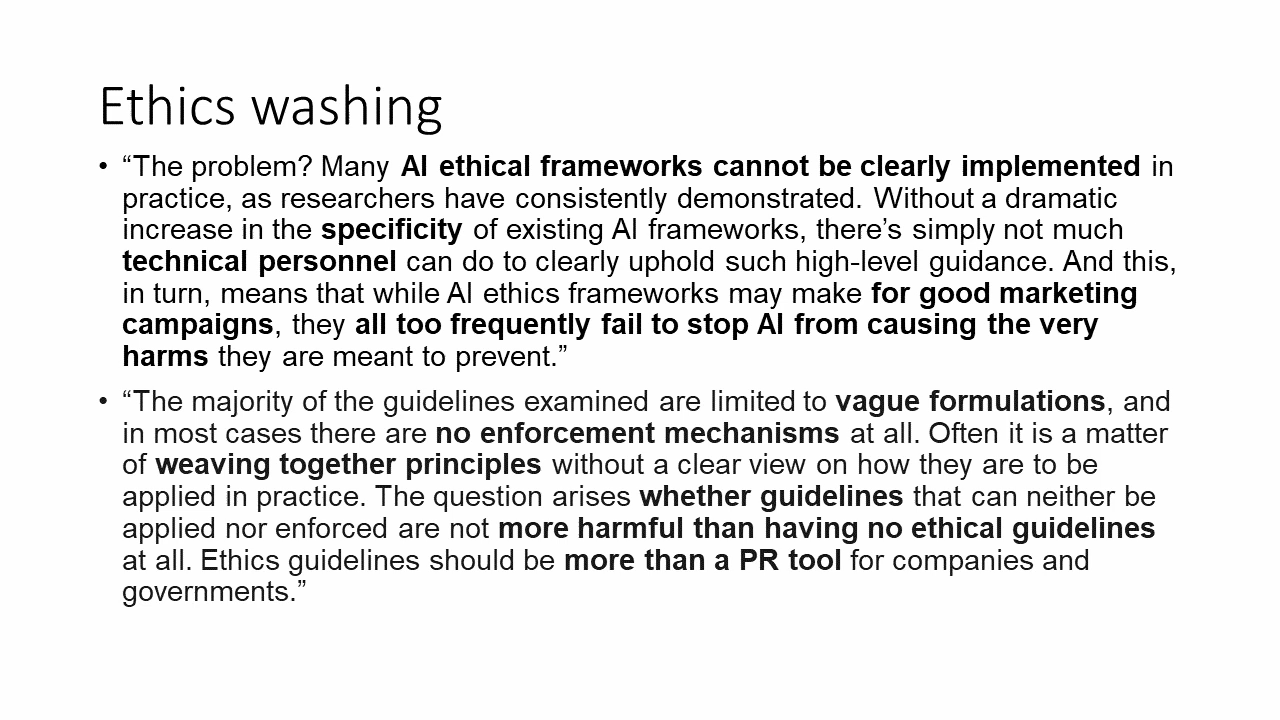 Ethics washing
• “The problem? Many AI ethical frameworks cannot be clearly implemented in
practice, as researchers have consistently demonstrated. Without a dramatic
increase in the specificity of existing AI frameworks, there’s simply not much
technical personnel can do to clearly uphold such high-level guidance. And this,
in turn, means that while AI ethics frameworks may make for good marketing
campaigns, they all too frequently fail to stop AI from causing the very
harms they are meant to prevent.”
• “The majority of the guidelines examined are limited to vague formulations, and
in most cases there are no enforcement mechanisms at all. Often it is a matter
of weaving together principles without a clear view on how they are to be
applied in practice. The question arises whether guidelines that can neither be
applied nor enforced are not more harmful than having no ethical guidelines
at all. Ethics guidelines should be more than a PR tool for companies and
governments.”